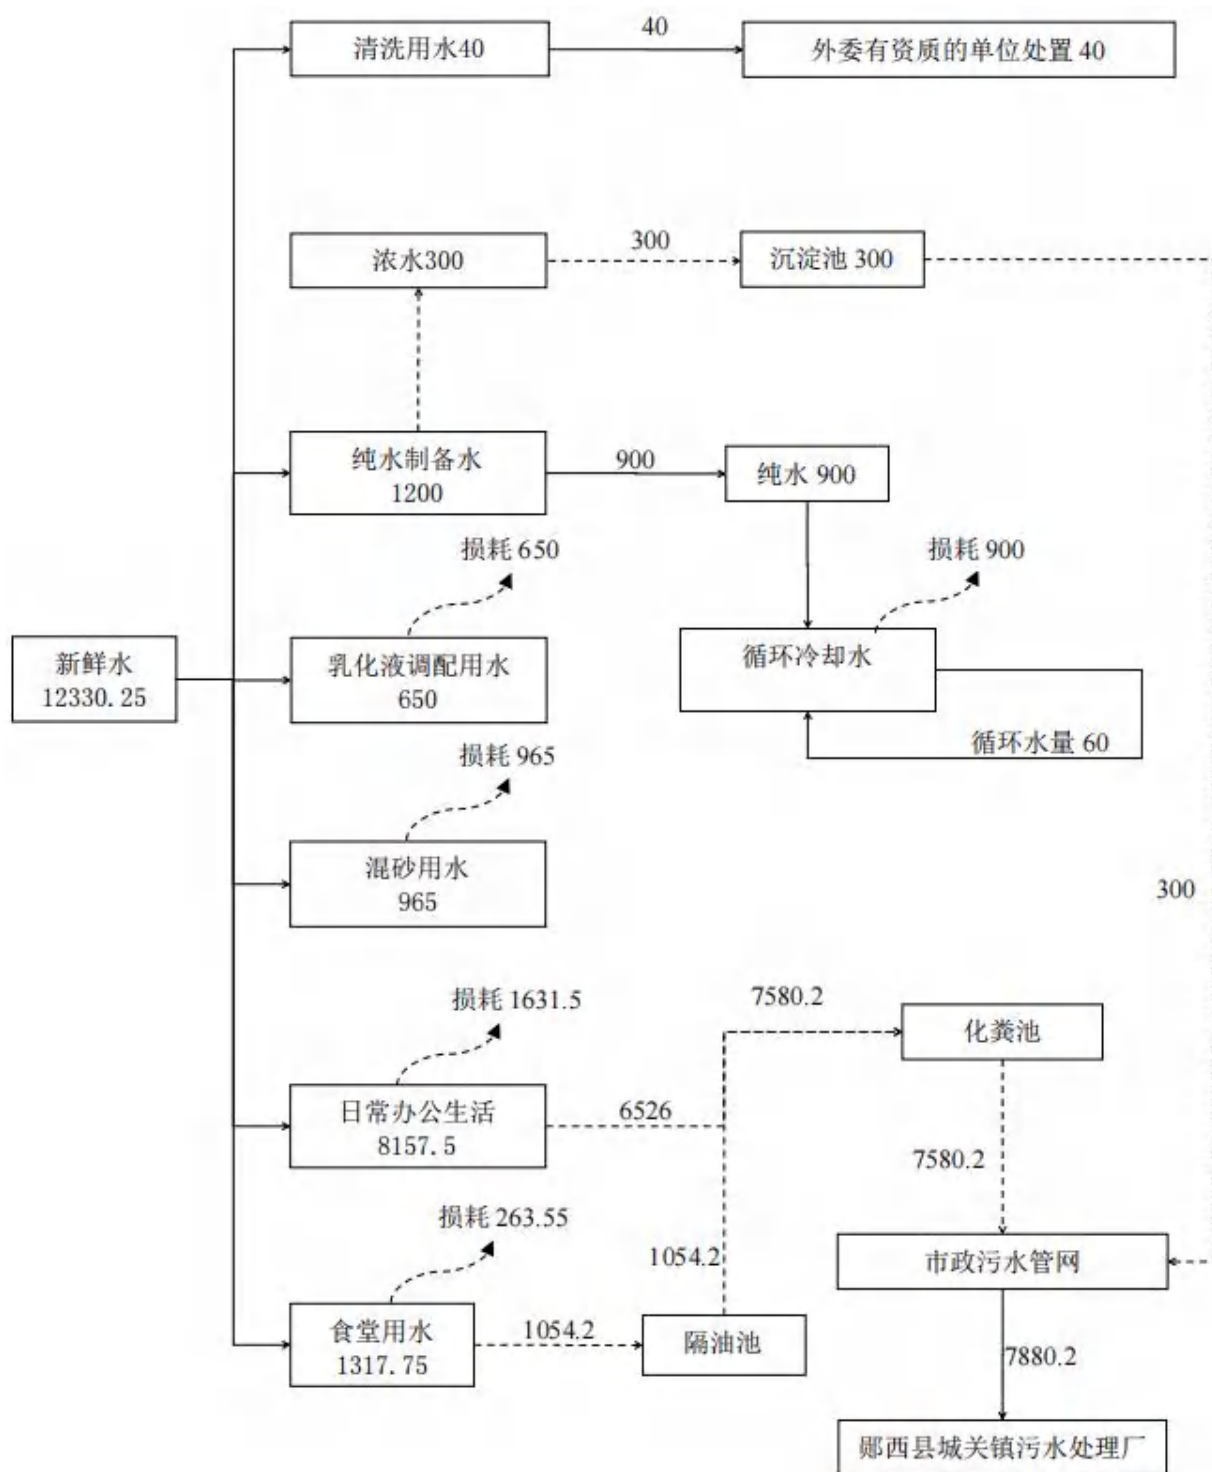 40
清洗用水40
外委有资质的单位处置 40
300
浓水300
沉淀池 300
纯水制备水
1200
900
纯水 900
损耗 650
损耗 900
新鲜水
12330.25
乳化液调配用水
650
循环冷却水
循环水量 60
损耗 965
混砂用水
965
300
损耗 1631.5
7580.2
化粪池
日常办公生活
8157.5
6526
7580.2
损耗 263.55
1054.2
市政污水管网
食堂用水
1317.75
1054.2
隔油池
7880.2
郧西县城关镇污水处理厂